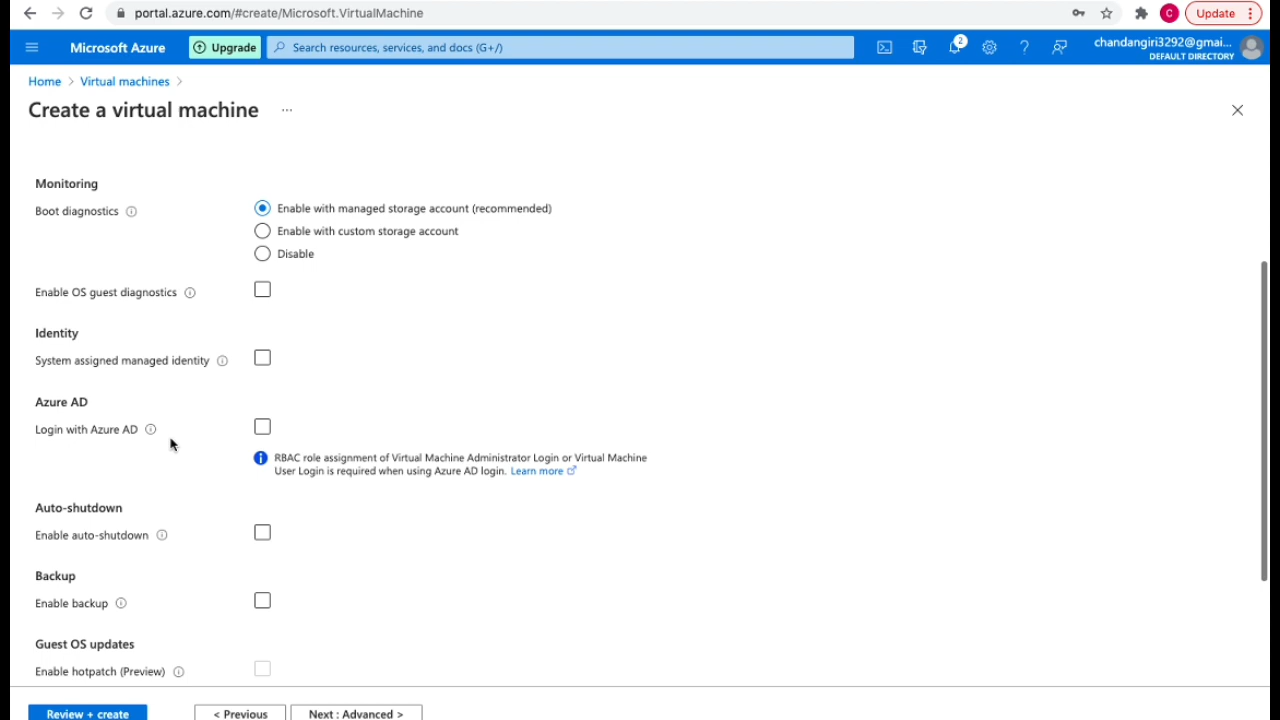 portal.azure.com/#create/Microsoft.VirtualMachine
C
Update
Microsoft Azure
Upgrade
Search resources, services, and docs (G+/)
2
chandangiri3292@gmai...
DEFAULT DIRECTORY
Home > Virtual machines >
Create a virtual machine ...
Monitoring
Boot diagnostics
Enable with managed storage account (recommended)
Enable with custom storage account
Disable
Enable OS guest diagnostics
Identity
System assigned managed identity
Azure AD
Login with Azure AD
RBAC role assignment of Virtual Machine Administrator Login or Virtual Machine
User Login is required when using Azure AD login. Learn more
Auto-shutdown
Enable auto-shutdown
Backup
Enable backup
Guest OS updates
Enable hotpatch (Preview)
Review + create
< Previous
Next : Advanced >